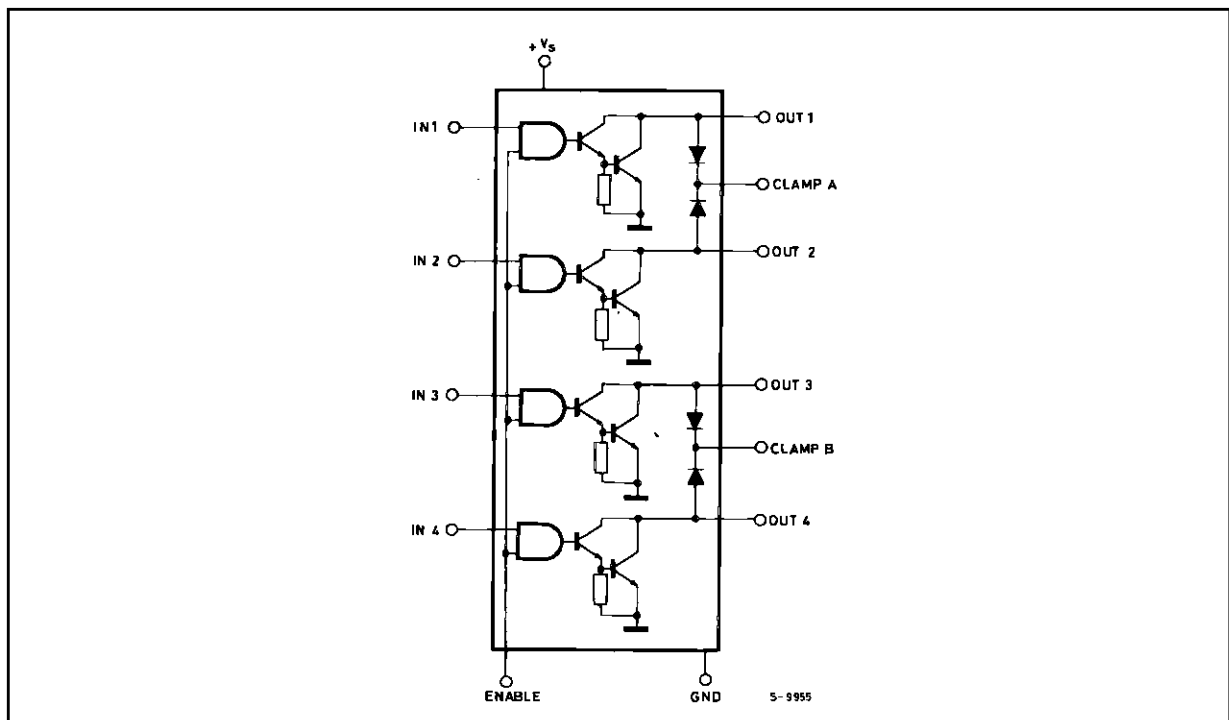 +Vs
IN1
OUT 1
CLAMP A
IN 2
OUT 2
IN 3
OUT 3
CLAMP B
IN 4
OUT 4
ENABLE
GND
S-9955